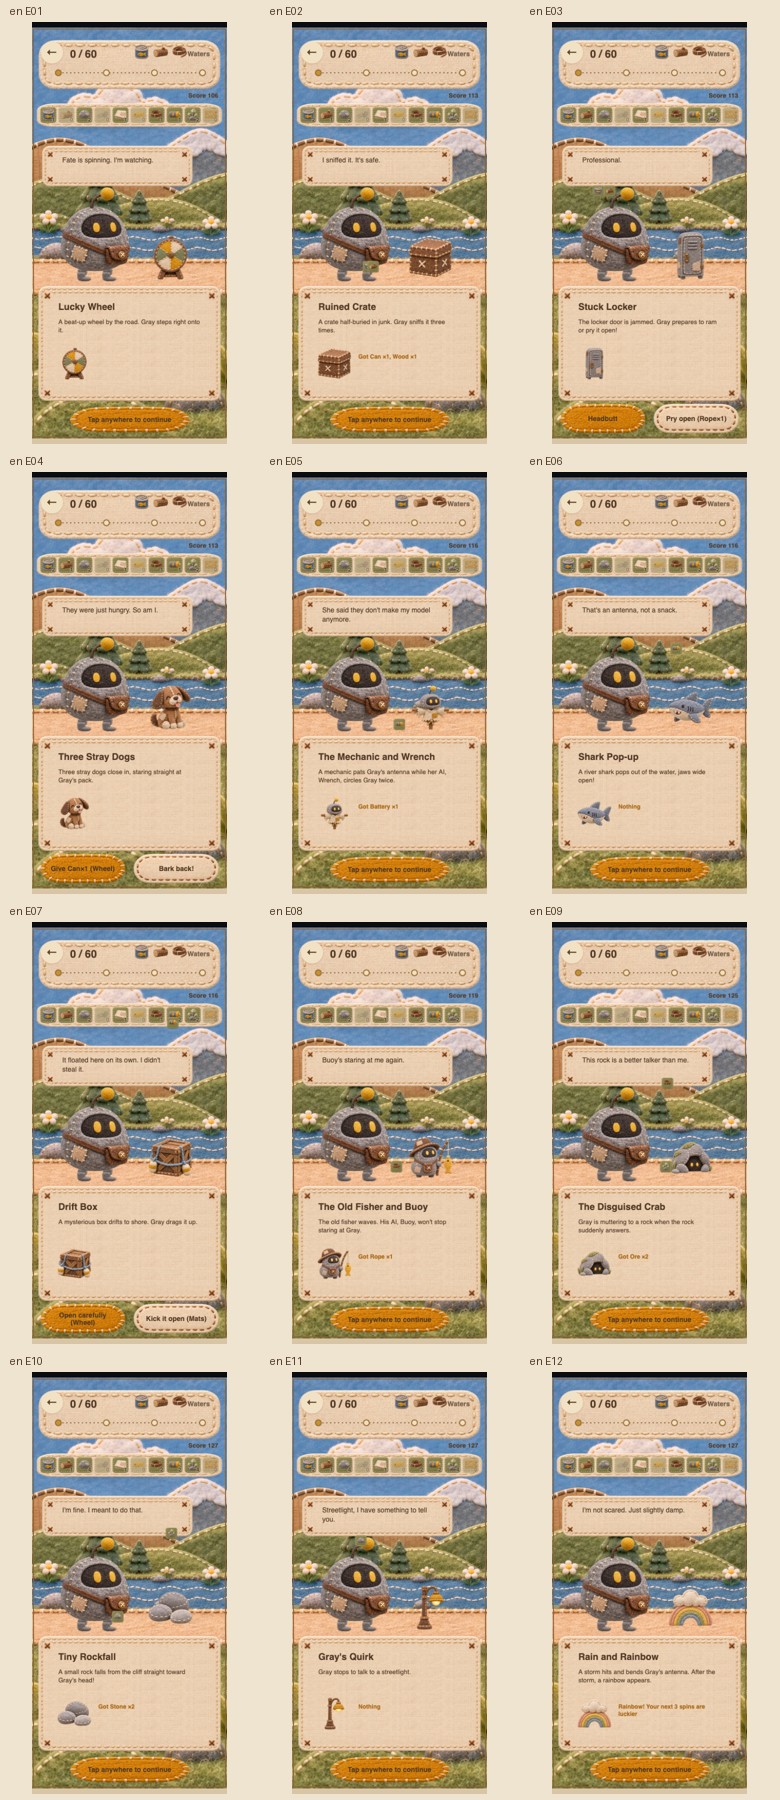 en E01
en E02
en E03
←
0 / 60
Waters
←
0 / 60
Waters
←
0 / 60
Waters
Score 106
Score 113
Score 113
Fate is spinning. I'm watching.
I sniffed it. It's safe.
Professional.
Lucky Wheel
A beat-up wheel by the road. Gray steps right onto
it.
Ruined Crate
A crate half-buried in junk. Gray sniffs it three
times.
Got Can ×1, Wood ×1
Stuck Locker
The locker door is jammed. Gray prepares to ram
or pry it open!
Tap anywhere to continue
Tap anywhere to continue
Headbutt
Pry open (Rope×1)
en E04
en E05
en E06
←
0 / 60
Waters
←
0 / 60
Waters
←
0 / 60
Waters
Score 113
Score 116
Score 116
They were just hungry. So am I.
She said they don't make my model
anymore.
That's an antenna, not a snack.
Three Stray Dogs
Three stray dogs close in, staring straight at
Gray's pack.
The Mechanic and Wrench
A mechanic pats Gray's antenna while her AI,
Wrench, circles Gray twice.
Got Battery ×1
Shark Pop-up
A river shark pops out of the water, jaws wide
open!
Nothing
Give Can×1 (Wheel)
Bark back!
Tap anywhere to continue
Tap anywhere to continue
en E07
en E08
en E09
←
0 / 60
Waters
←
0 / 60
Waters
←
0 / 60
Waters
Score 116
Score 119
Score 125
It floated here on its own. I didn't
steal it.
Buoy's staring at me again.
This rock is a better talker than me.
Drift Box
A mysterious box drifts to shore. Gray drags it up.
The Old Fisher and Buoy
The old fisher waves. His AI, Buoy, won't stop
staring at Gray.
Got Rope ×1
The Disguised Crab
Gray is muttering to a rock when the rock
suddenly answers.
Got Ore ×2
Open carefully
(Wheel)
Kick it open (Mats)
Tap anywhere to continue
Tap anywhere to continue
en E10
en E11
en E12
←
0 / 60
Waters
←
0 / 60
Waters
←
0 / 60
Waters
Score 127
Score 127
Score 127
I'm fine. I meant to do that.
Streetlight, I have something to tell
you.
I'm not scared. Just slightly damp.
Tiny Rockfall
A small rock falls from the cliff straight toward
Gray's head!
Got Stone ×2
Gray's Quirk
Gray stops to talk to a streetlight.
Nothing
Rain and Rainbow
A storm hits and bends Gray's antenna. After the
storm, a rainbow appears.
Rainbow! Your next 3 spins are
luckier
Tap anywhere to continue
Tap anywhere to continue
Tap anywhere to continue